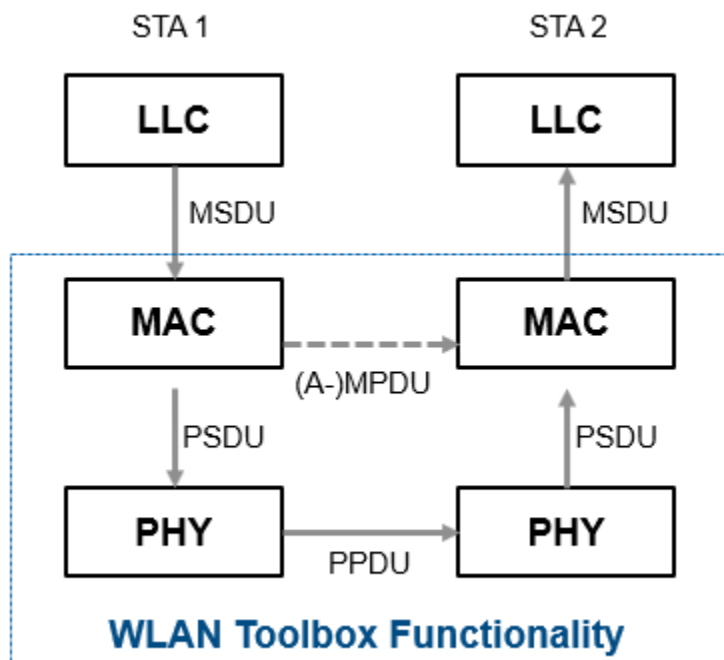 STA 1 STA 2
LLC LLC
MSDU MSDU
MAC MAC
(A-)MPDU
PSDU PSDU
PHY PHY
PPDU
WLAN Toolbox Functionality